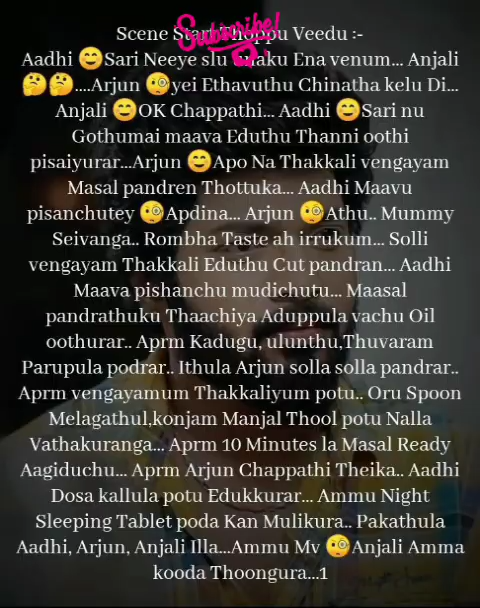 Scene Start Thoppu Veedu :-
Subscribe!
Aadhi 😊Sari Neeye slu Unaku Ena venum... Anjali
🤔🤔....Arjun 🧐yei Ethavuthu Chinatha kelu Di...
Anjali 😊OK Chappathi... Aadhi 😊Sari nu
Gothumai maava Eduthu Thanni oothi
pisaiyurar...Arjun 😊Apo Na Thakkali vengayam
Masal pandren Thottuka... Aadhi Maavu
pisanchutey 🧐Apdina... Arjun 🧐Athu.. Mummy
Seivanga.. Rombha Taste ah irrukum... Solli
vengayam Thakkali Eduthu Cut pandran... Aadhi
Maava pishanchu mudichutu... Maasal
pandrathuku Thaachiya Aduppula vachu Oil
oothurar.. Aprm Kadugu, ulunthu,Thuvaram
Parupula podrar.. Ithula Arjun solla solla pandrar..
Aprm vengayamum Thakkaliyum potu.. Oru Spoon
Melagathul,konjam Manjal Thool potu Nalla
Vathakuranga... Aprm 10 Minutes la Masal Ready
Aagiduchu... Aprm Arjun Chappathi Theika.. Aadhi
Dosa kallula potu Edukkurar... Ammu Night
Sleeping Tablet poda Kan Mulikura.. Pakathula
Aadhi, Arjun, Anjali Illa...Ammu Mv 🧐Anjali Amma
kooda Thoongura...1